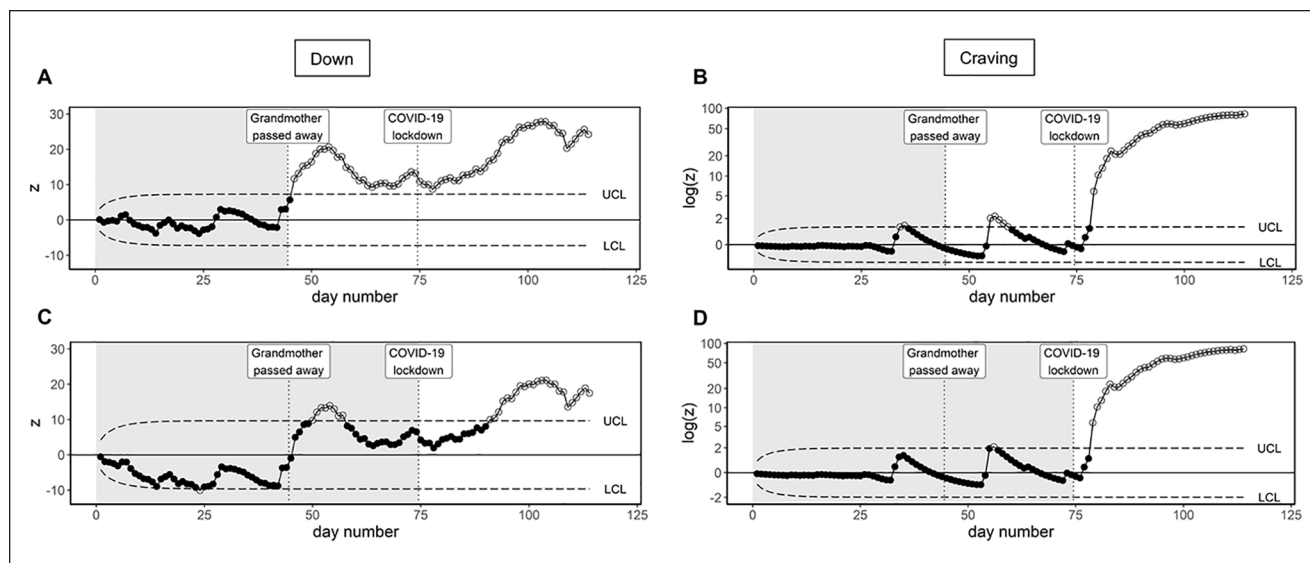 Down
Craving
A
B
30
20
10
0
-10
z
Grandmother
passed away
COVID-19
lockdown
UCL
LCL
0
25
50
75
100
125
day number
100
50
20
10
5
2
0
log(z)
Grandmother
passed away
COVID-19
lockdown
UCL
LCL
0
25
50
75
100
125
day number
C
D
30
20
10
0
-10
z
Grandmother
passed away
COVID-19
lockdown
UCL
LCL
0
25
50
75
100
125
day number
100
50
20
10
5
2
0
-2
log(z)
Grandmother
passed away
COVID-19
lockdown
UCL
LCL
0
25
50
75
100
125
day number